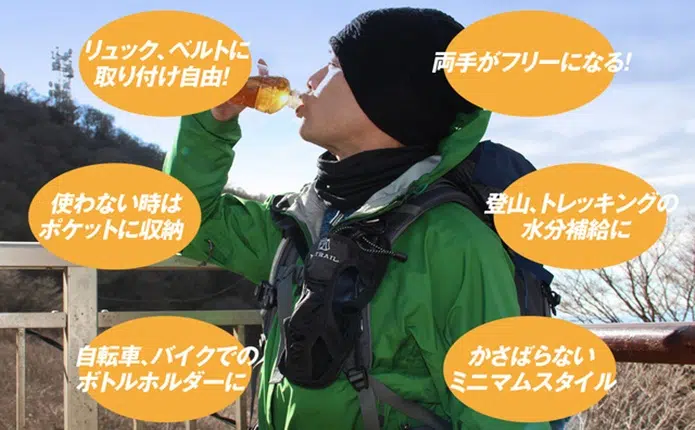 リュック、ベルトに
取り付け自由!
両手がフリーになる!
使わない時は
ポケットに収納
登山、トレッキングの
水分補給に
TRAIL
自転車、バイクでの
ボトルホルダーに
かさばらない
ミニマムスタイル